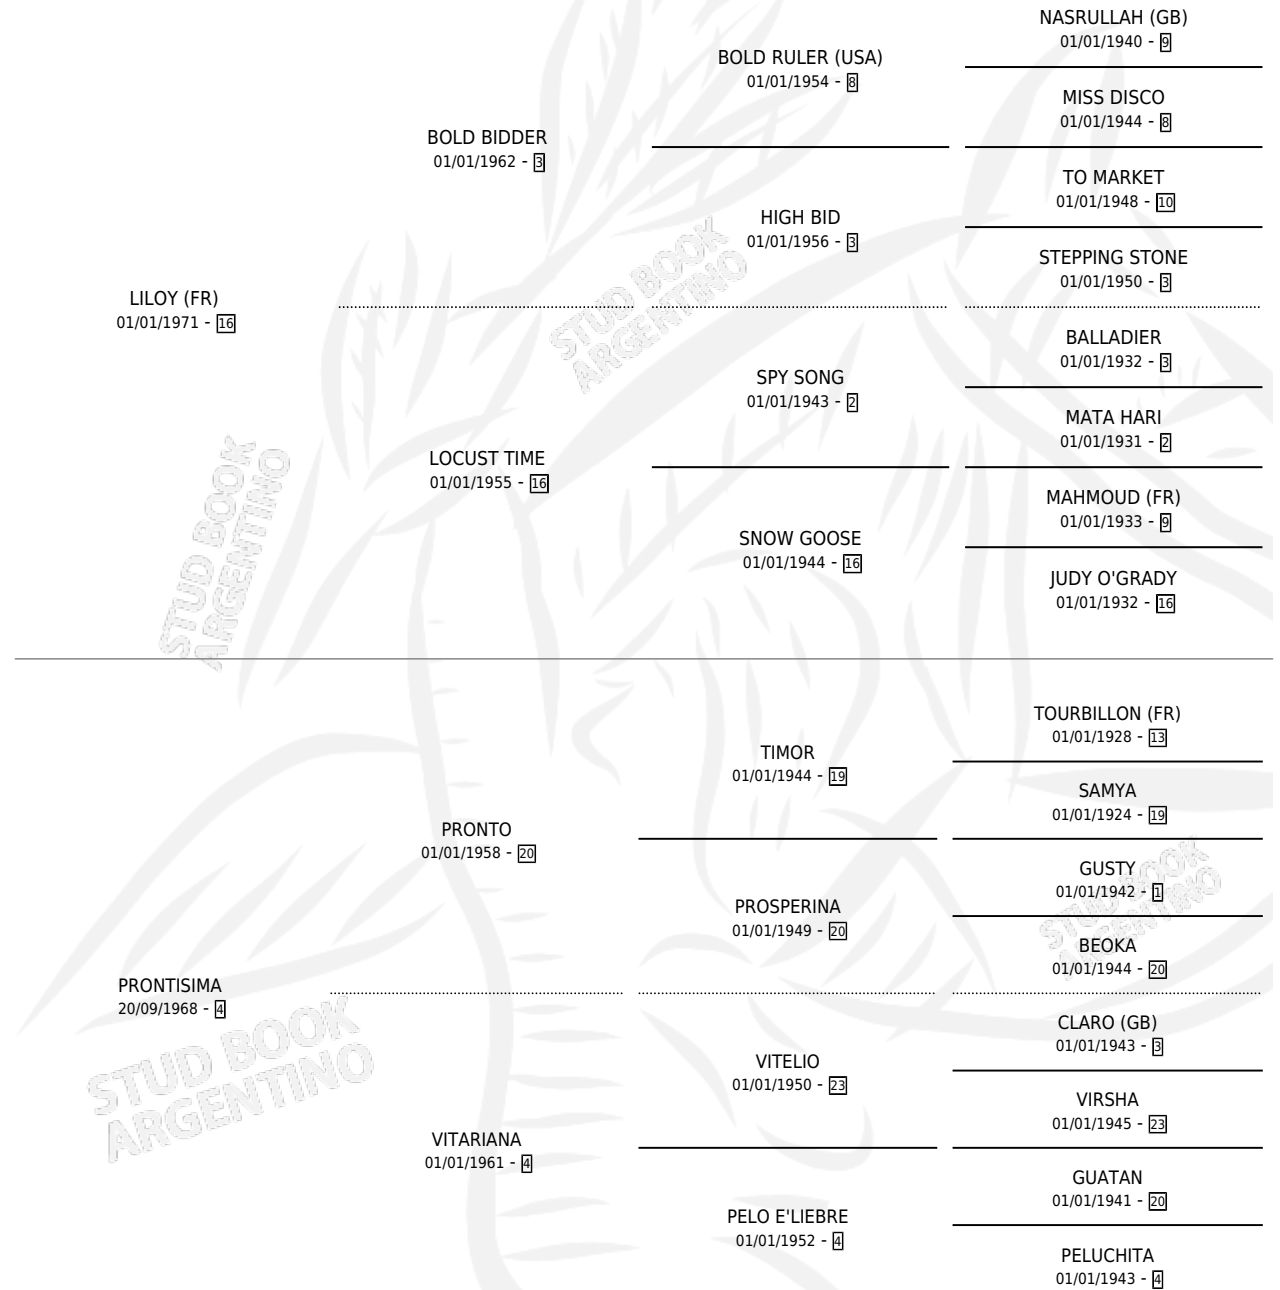 NASRULLAH (GB)
01/01/1940 - 9
BOLD RULER (USA)
01/01/1954 - 8
MISS DISCO
01/01/1944 - 8
BOLD BIDDER
01/01/1962 - 3
TO MARKET
01/01/1948 - 10
HIGH BID
01/01/1956 - 3
STEPPING STONE
01/01/1950 - 3
LILOY (FR)
01/01/1971 - 16
BALLADIER
01/01/1932 - 3
SPY SONG
01/01/1943 - 2
MATA HARI
01/01/1931 - 2
LOCUST TIME
01/01/1955 - 16
MAHMOUD (FR)
01/01/1933 - 9
SNOW GOOSE
01/01/1944 - 16
JUDY O'GRADY
01/01/1932 - 16
TOURBILLON (FR)
01/01/1928 - 13
TIMOR
01/01/1944 - 19
SAMYA
01/01/1924 - 19
PRONTO
01/01/1958 - 20
GUSTY
01/01/1942 - 1
PROSPERINA
01/01/1949 - 20
BEOKA
01/01/1944 - 20
PRONTISIMA
20/09/1968 - 4
CLARO (GB)
01/01/1943 - 3
VITELIO
01/01/1950 - 23
VIRSHA
01/01/1945 - 23
VITARIANA
01/01/1961 - 4
GUATAN
01/01/1941 - 20
PELO E'LIEBRE
01/01/1952 - 4
PELUCHITA
01/01/1943 - 4
STUD BOOK
ARGENTINO
STUD BOOK
ARGENTINO
STUD BOOK
ARGENTINO
STUD BOOK
ARGENTINO